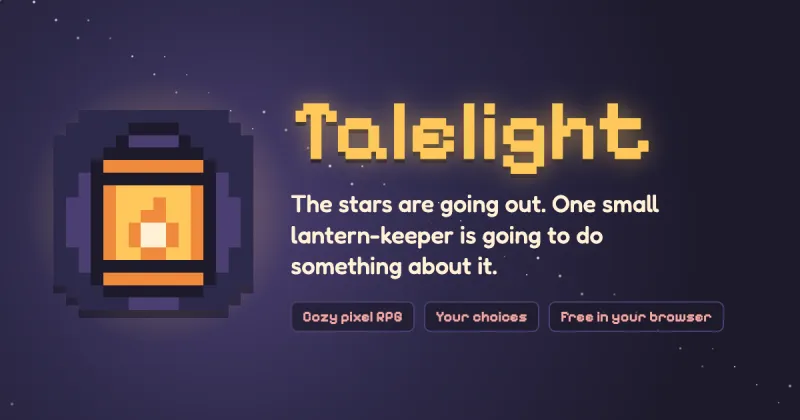 Talelight
The stars are going out. One small
lantern-keeper is going to do
something about it.
Cozy pixel RPG
Your choices
Free in your browser